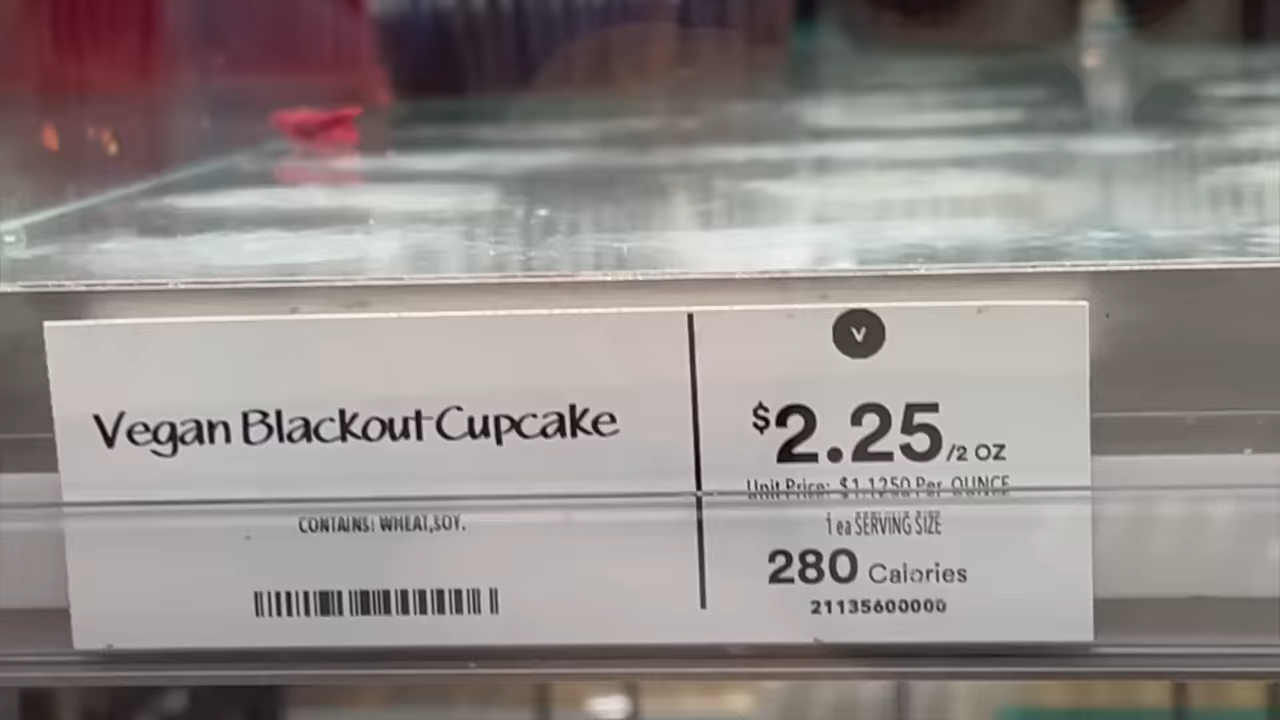 Vegan Blackout Cupcake
CONTAINS: WHEAT,SOY.
V
$2.25/2 OZ
Unit Price: $1.1250 Per OUNCE
1 ea SERVING SIZE
280 Calories
21135600000